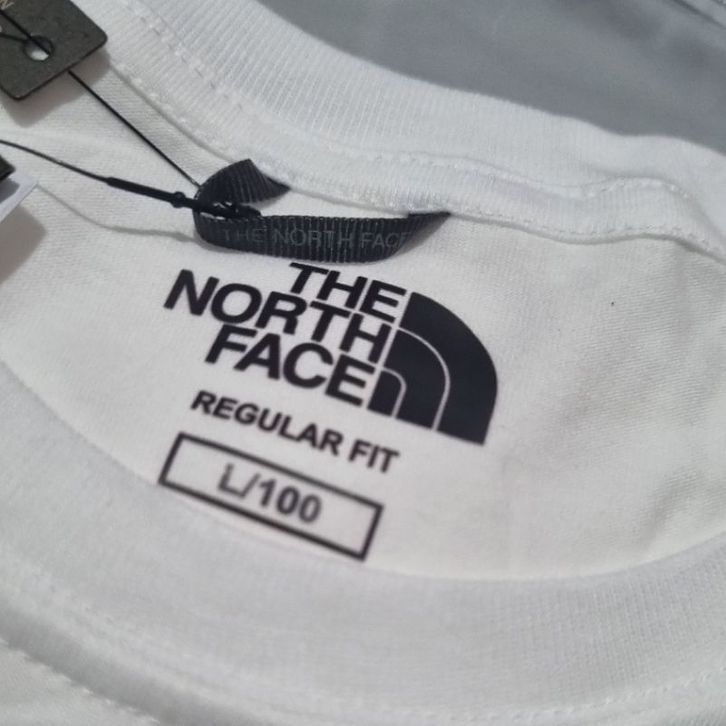 THE NORTH FACE
THE
NORTH
FACE
REGULAR FIT
L/100